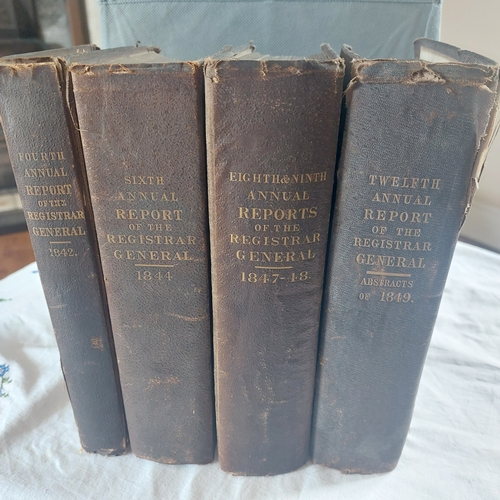 FOURTH
ANNUAL
REPORT
OF THE
REGISTRAR
GENERAL
1842.
SIXTH
ANNUAL
REPORT
OF THE
REGISTRAR
GENERAL
1844
EIGHTH & NINTH
ANNUAL
REPORTS
OF THE
REGISTRAR
GENERAL
1847-48.
TWELFTH
ANNUAL
REPORT
OF THE
REGISTRAR
GENERAL
ABSTRACTS
OF 1849.